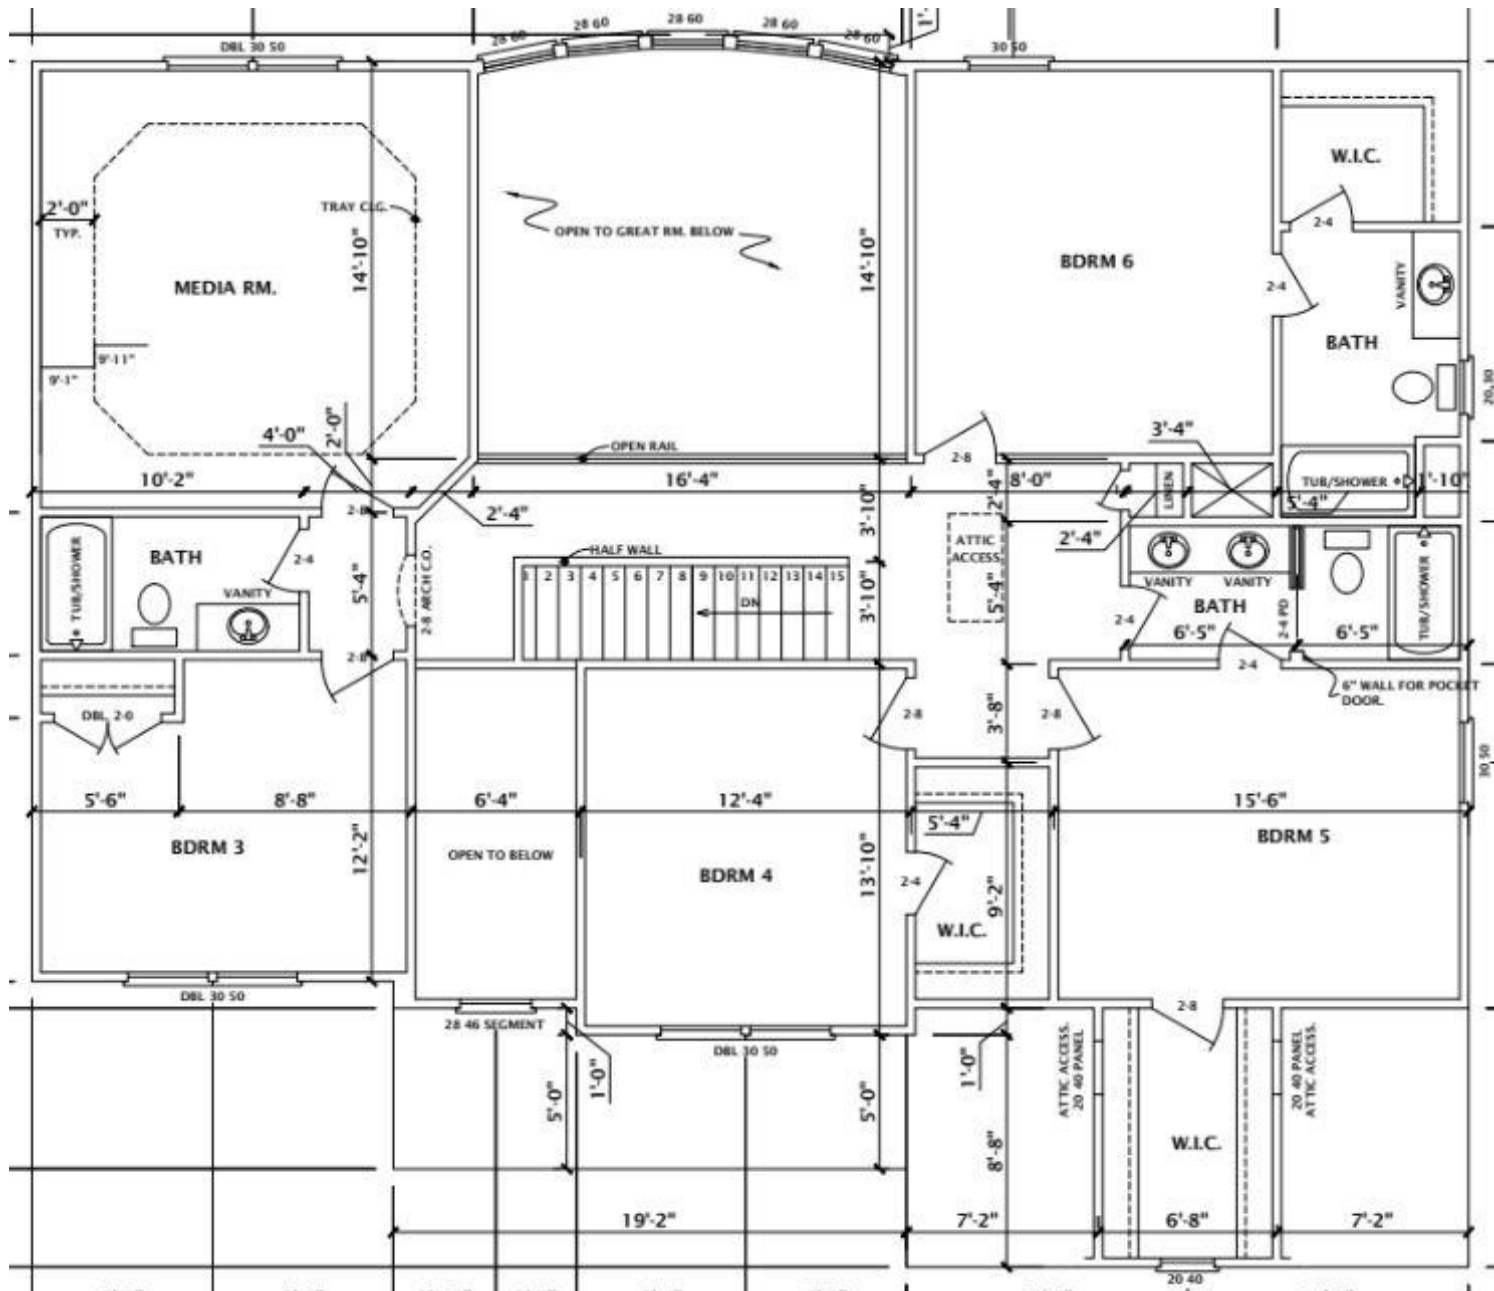 28 60
28 60
28 60
28 60
28 60
1'-
DBL 30 50
30 50
W.I.C.
2'-0"
TYP.
TRAY CLG.
OPEN TO GREAT RM. BELOW
14'-10"
14'-10"
2-4
MEDIA RM.
BDRM 6
2-4
VANITY
BATH
9'-11"
9'-1"
20 30
4'-0"
2'-0"
OPEN RAIL
3'-4"
2-8
10'-2"
16'-4"
2'-4"
8'-0"
LINEN
TUB/SHOWER
1'-10"
5'-4"
2-8
2'-4"
3'-10"
ATTIC
ACCESS
2'-4"
TUB/SHOWER
BATH
2-4
VANITY
5'-4"
2-8 ARCH C.O.
HALF WALL
1 2 3 4 5 6 7 8 9 10 11 12 13 14 15
DN
3'-10"
5'-4"
VANITY
VANITY
BATH
2-4
2-4 PD
TUB/SHOWER
6'-5"
6'-5"
2-8
2-4
6" WALL FOR POCKET
DOOR.
DBL 2-0
2-8
3'-8"
2-8
30 50
5'-6"
8'-8"
6'-4"
12'-4"
5'-4"
15'-6"
BDRM 3
12'-2"
OPEN TO BELOW
BDRM 4
13'-10"
2-4
9'-2"
W.I.C.
BDRM 5
DBL 30 50
28 46 SEGMENT
DBL 30 50
2-8
1'-0"
5'-0"
5'-0"
1'-0"
ATTIC ACCESS.
20 40 PANEL
20 40 PANEL
ATTIC ACCESS.
8'-8"
W.I.C.
19'-2"
7'-2"
6'-8"
7'-2"
20 40